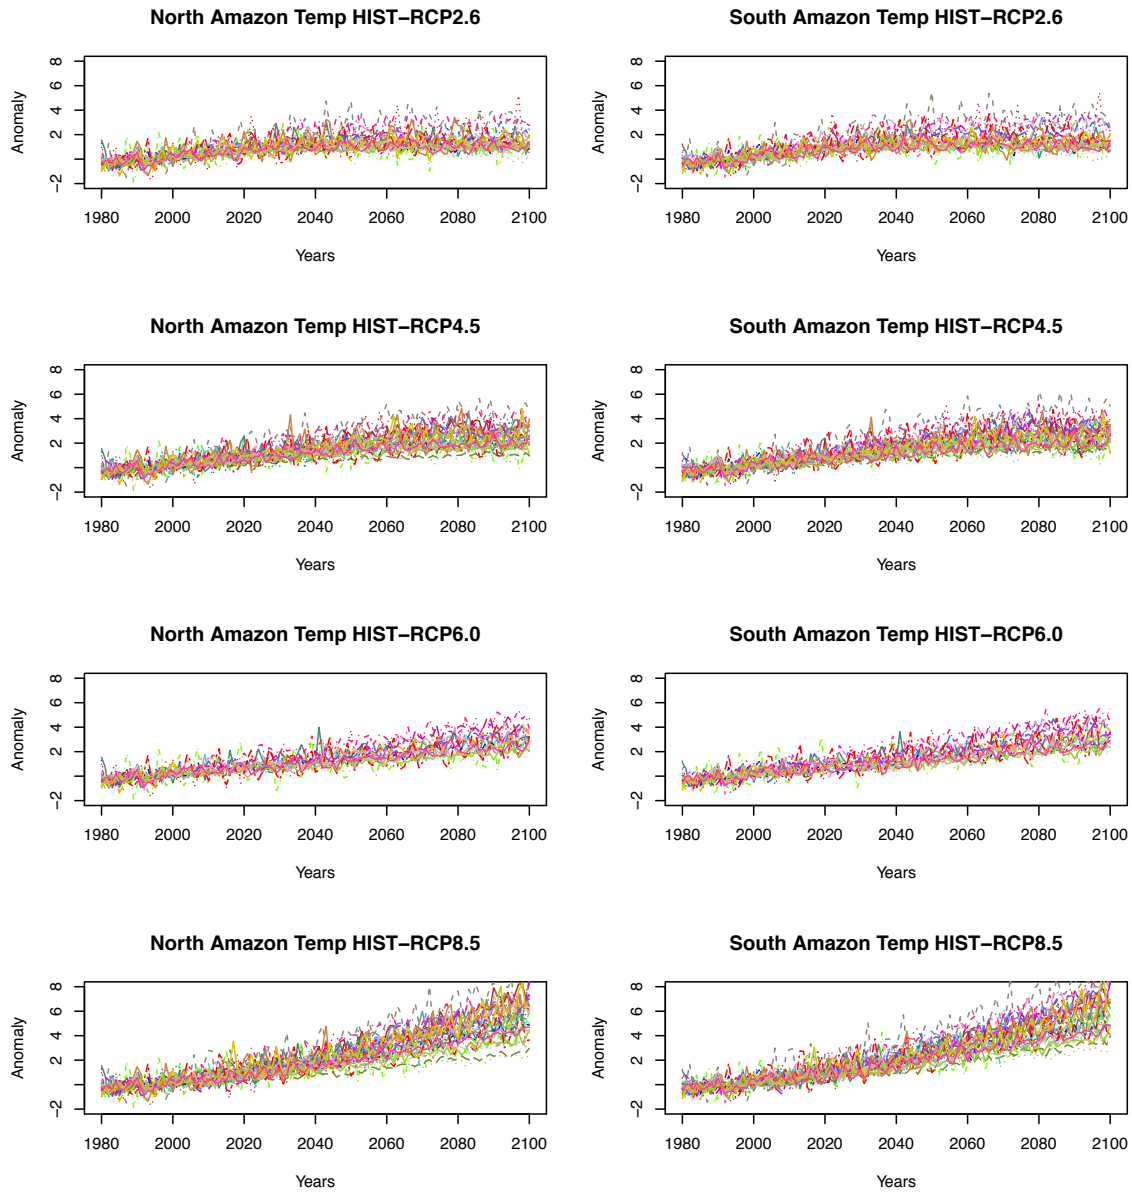 North Amazon Temp HIST−RCP2.6
Anomaly
8
6
4
2
−2
1980 2000 2020 2040 2060 2080 2100
Years
South Amazon Temp HIST−RCP2.6
Anomaly
8
6
4
2
−2
1980 2000 2020 2040 2060 2080 2100
Years
North Amazon Temp HIST−RCP4.5
Anomaly
8
6
4
2
−2
1980 2000 2020 2040 2060 2080 2100
Years
South Amazon Temp HIST−RCP4.5
Anomaly
8
6
4
2
−2
1980 2000 2020 2040 2060 2080 2100
Years
North Amazon Temp HIST−RCP6.0
Anomaly
8
6
4
2
−2
1980 2000 2020 2040 2060 2080 2100
Years
South Amazon Temp HIST−RCP6.0
Anomaly
8
6
4
2
−2
1980 2000 2020 2040 2060 2080 2100
Years
North Amazon Temp HIST−RCP8.5
Anomaly
8
6
4
2
−2
1980 2000 2020 2040 2060 2080 2100
Years
South Amazon Temp HIST−RCP8.5
Anomaly
8
6
4
2
−2
1980 2000 2020 2040 2060 2080 2100
Years